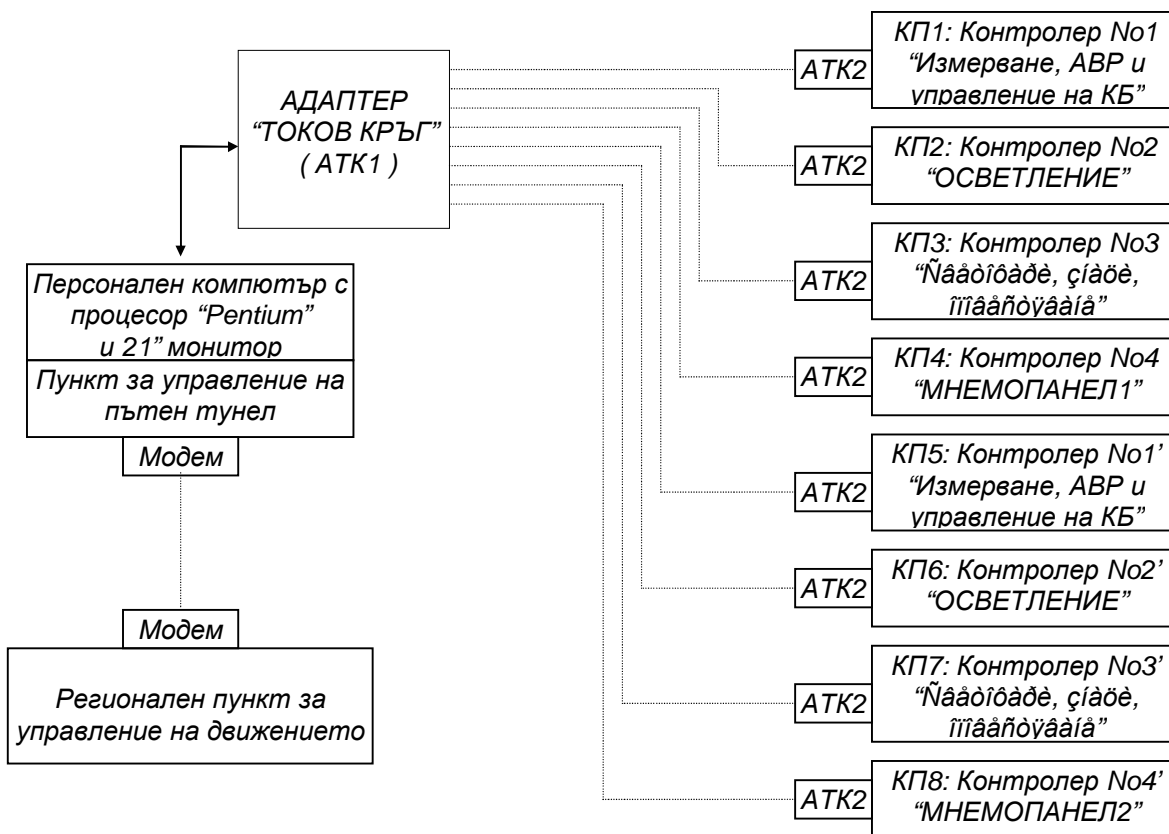 АДАПТЕР
“ТОКОВ КРЪГ”
( АТК1 )
Персонален компютър с
процесор “Pentium”
и 21” монитор
Пункт за управление на
пътен тунел
Модем
Модем
Регионален пункт за
управление на движението
АТК2
КП1: Контролер No1
“Измерване, АВР и
управление на КБ”
АТК2
КП2: Контролер No2
“ОСВЕТЛЕНИЕ”
АТК2
КП3: Контролер No3
“Ñâåòîôàðè, çíàöè,
îïîâåñòÿâàíå”
АТК2
КП4: Контролер No4
“МНЕМОПАНЕЛ1”
АТК2
КП5: Контролер No1’
“Измерване, АВР и
управление на КБ”
АТК2
КП6: Контролер No2’
“ОСВЕТЛЕНИЕ”
АТК2
КП7: Контролер No3’
“Ñâåòîôàðè, çíàöè,
îïîâåñòÿâàíå”
АТК2
КП8: Контролер No4’
“МНЕМОПАНЕЛ2”